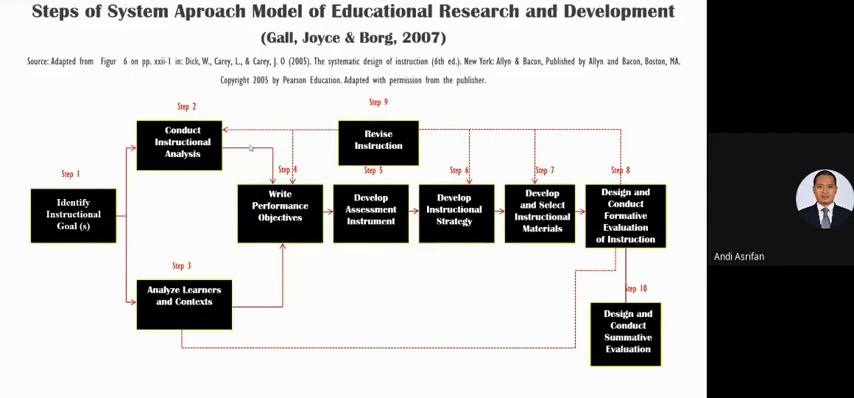 Steps of System Aproach Model of Educational Research and Development
(Gall, Joyce & Borg, 2007)
Source: Adapted from Figur 6 on pp. xxii-1 in: Dick, W., Carey, L., & Carey, J. O (2005). The systematic design of instruction (6th ed.). New York: Allyn & Bacon, Published by Allyn and Bacon, Boston, MA.
Copyright 2005 by Pearson Education. Adapted with permission from the publisher.
Step 1
Identify
Instructional
Goal (s)
Step 2
Conduct
Instructional
Analysis
Step 3
Analyze Learners
and Contexts
Step 4
Write
Performance
Objectives
Step 5
Develop
Assessment
Instrument
Step 6
Develop
Instructional
Strategy
Step 7
Develop
and Select
Instructional
Materials
Step 8
Design and
Conduct
Formative
Evaluation
of Instruction
Step 9
Revise
Instruction
Step 10
Design and
Conduct
Summative
Evaluation
Andi Asrifan